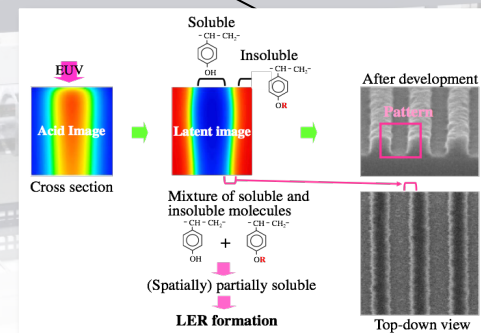 Soluble
-CH-CH₂-
OH
Insoluble
-CH-CH₂-
OR
EUV
Acid Image
Cross section
Latent image
After development
Pattern
Mixture of soluble and
insoluble molecules
-CH-CH₂-
OH
+
-CH-CH₂-
OR
(Spatially) partially soluble
LER formation
Top-down view